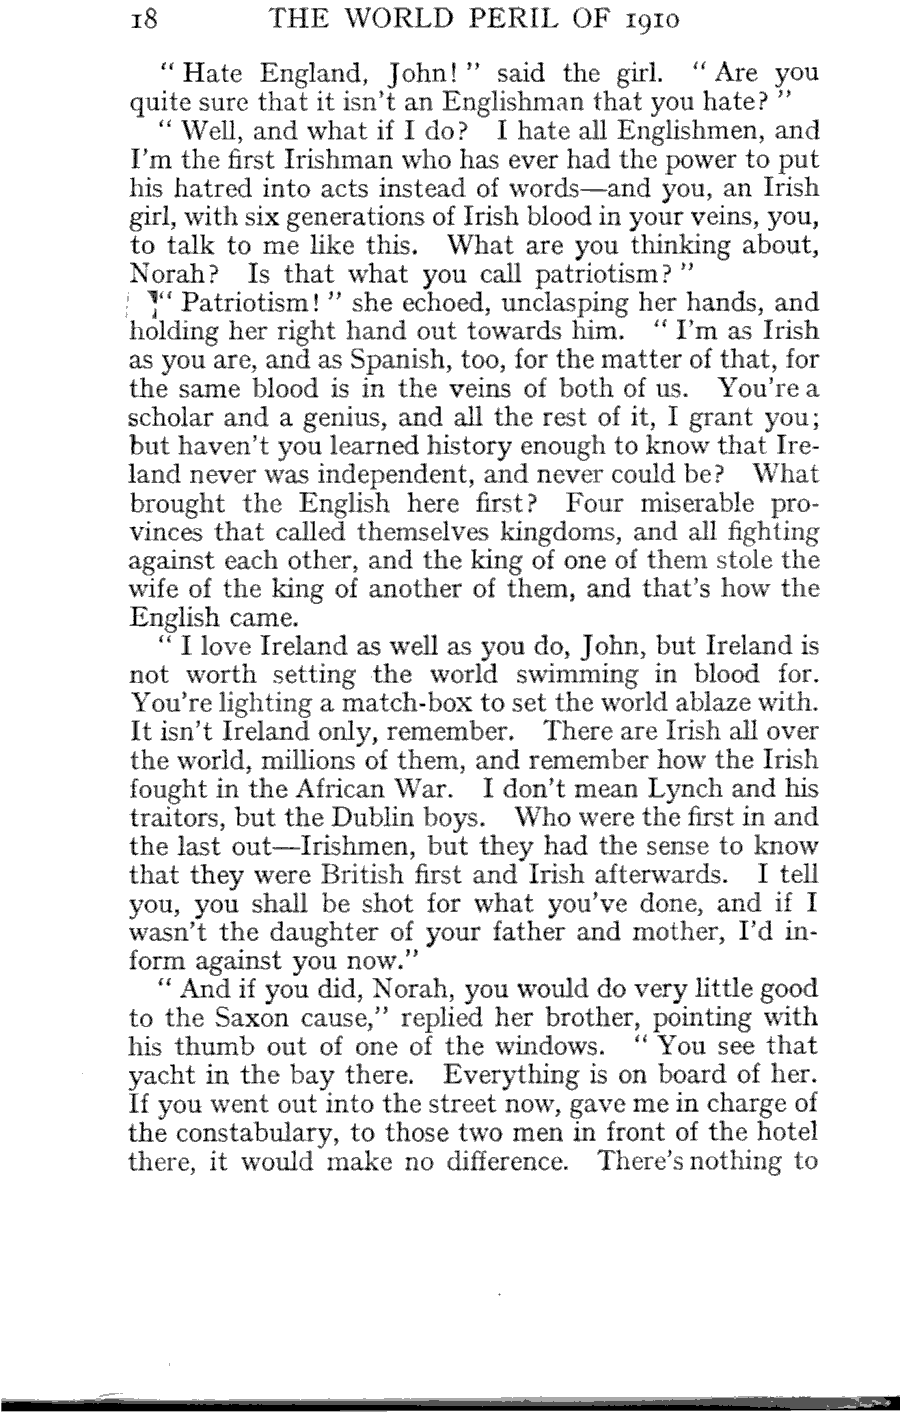 18 THE WORLD PERIL OF 1910
“ Hate England, John! ” said the girl. “ Are you
quite sure that it isn't an Englishman that you hate? ”
“ Well, and what if I do? I hate all Englishmen, and
I'm the first Irishman who has ever had the power to put
his hatred into acts instead of words—and you, an Irish
girl, with six generations of Irish blood in your veins, you,
to talk to me like this. What are you thinking about,
Norah? Is that what you call patriotism? ”
“ Patriotism! ” she echoed, unclasping her hands, and
holding her right hand out towards him. “ I'm as Irish
as you are, and as Spanish, too, for the matter of that, for
the same blood is in the veins of both of us. You're a
scholar and a genius, and all the rest of it, I grant you;
but haven't you learned history enough to know that Ire-
land never was independent, and never could be? What
brought the English here first? Four miserable pro-
vinces that called themselves kingdoms, and all fighting
against each other, and the king of one of them stole the
wife of the king of another of them, and that's how the
English came.
“ I love Ireland as well as you do, John, but Ireland is
not worth setting the world swimming in blood for.
You're lighting a match-box to set the world ablaze with.
It isn't Ireland only, remember. There are Irish all over
the world, millions of them, and remember how the Irish
fought in the African War. I don't mean Lynch and his
traitors, but the Dublin boys. Who were the first in and
the last out—Irishmen, but they had the sense to know
that they were British first and Irish afterwards. I tell
you, you shall be shot for what you've done, and if I
wasn't the daughter of your father and mother, I'd in-
form against you now.”
“ And if you did, Norah, you would do very little good
to the Saxon cause,” replied her brother, pointing with
his thumb out of one of the windows. “ You see that
yacht in the bay there. Everything is on board of her.
If you went out into the street now, gave me in charge of
the constabulary, to those two men in front of the hotel
there, it would make no difference. There's nothing to